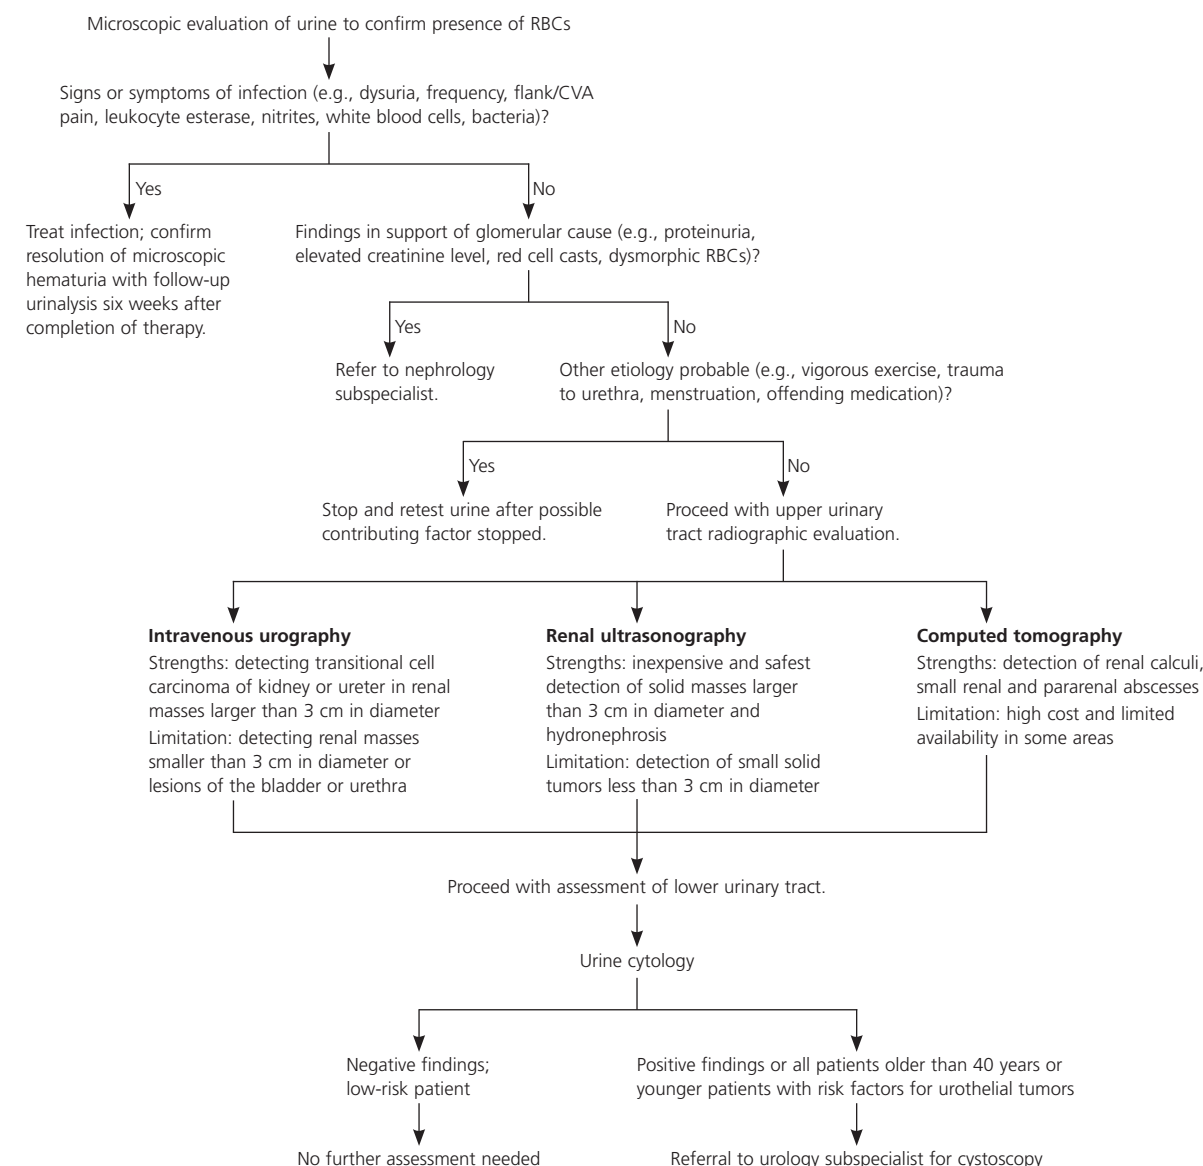 Microscopic evaluation of urine to confirm presence of RBCs
Signs or symptoms of infection (e.g., dysuria, frequency, flank/CVA
pain, leukocyte esterase, nitrites, white blood cells, bacteria)?
Yes
No
Treat infection; confirm
resolution of microscopic
hematuria with follow-up
urinalysis six weeks after
completion of therapy.
Findings in support of glomerular cause (e.g., proteinuria,
elevated creatinine level, red cell casts, dysmorphic RBCs)?
Yes
No
Refer to nephrology
subspecialist.
Other etiology probable (e.g., vigorous exercise, trauma
to urethra, menstruation, offending medication)?
Yes
No
Stop and retest urine after possible
contributing factor stopped.
Proceed with upper urinary
tract radiographic evaluation.
Intravenous urography
Strengths: detecting transitional cell
carcinoma of kidney or ureter in renal
masses larger than 3 cm in diameter
Limitation: detecting renal masses
smaller than 3 cm in diameter or
lesions of the bladder or urethra
Renal ultrasonography
Strengths: inexpensive and safest
detection of solid masses larger
than 3 cm in diameter and
hydronephrosis
Limitation: detection of small solid
tumors less than 3 cm in diameter
Computed tomography
Strengths: detection of renal calculi,
small renal and pararenal abscesses
Limitation: high cost and limited
availability in some areas
Proceed with assessment of lower urinary tract.
Urine cytology
Negative findings;
low-risk patient
Positive findings or all patients older than 40 years or
younger patients with risk factors for urothelial tumors
No further assessment needed
Referral to urology subspecialist for cystoscopy